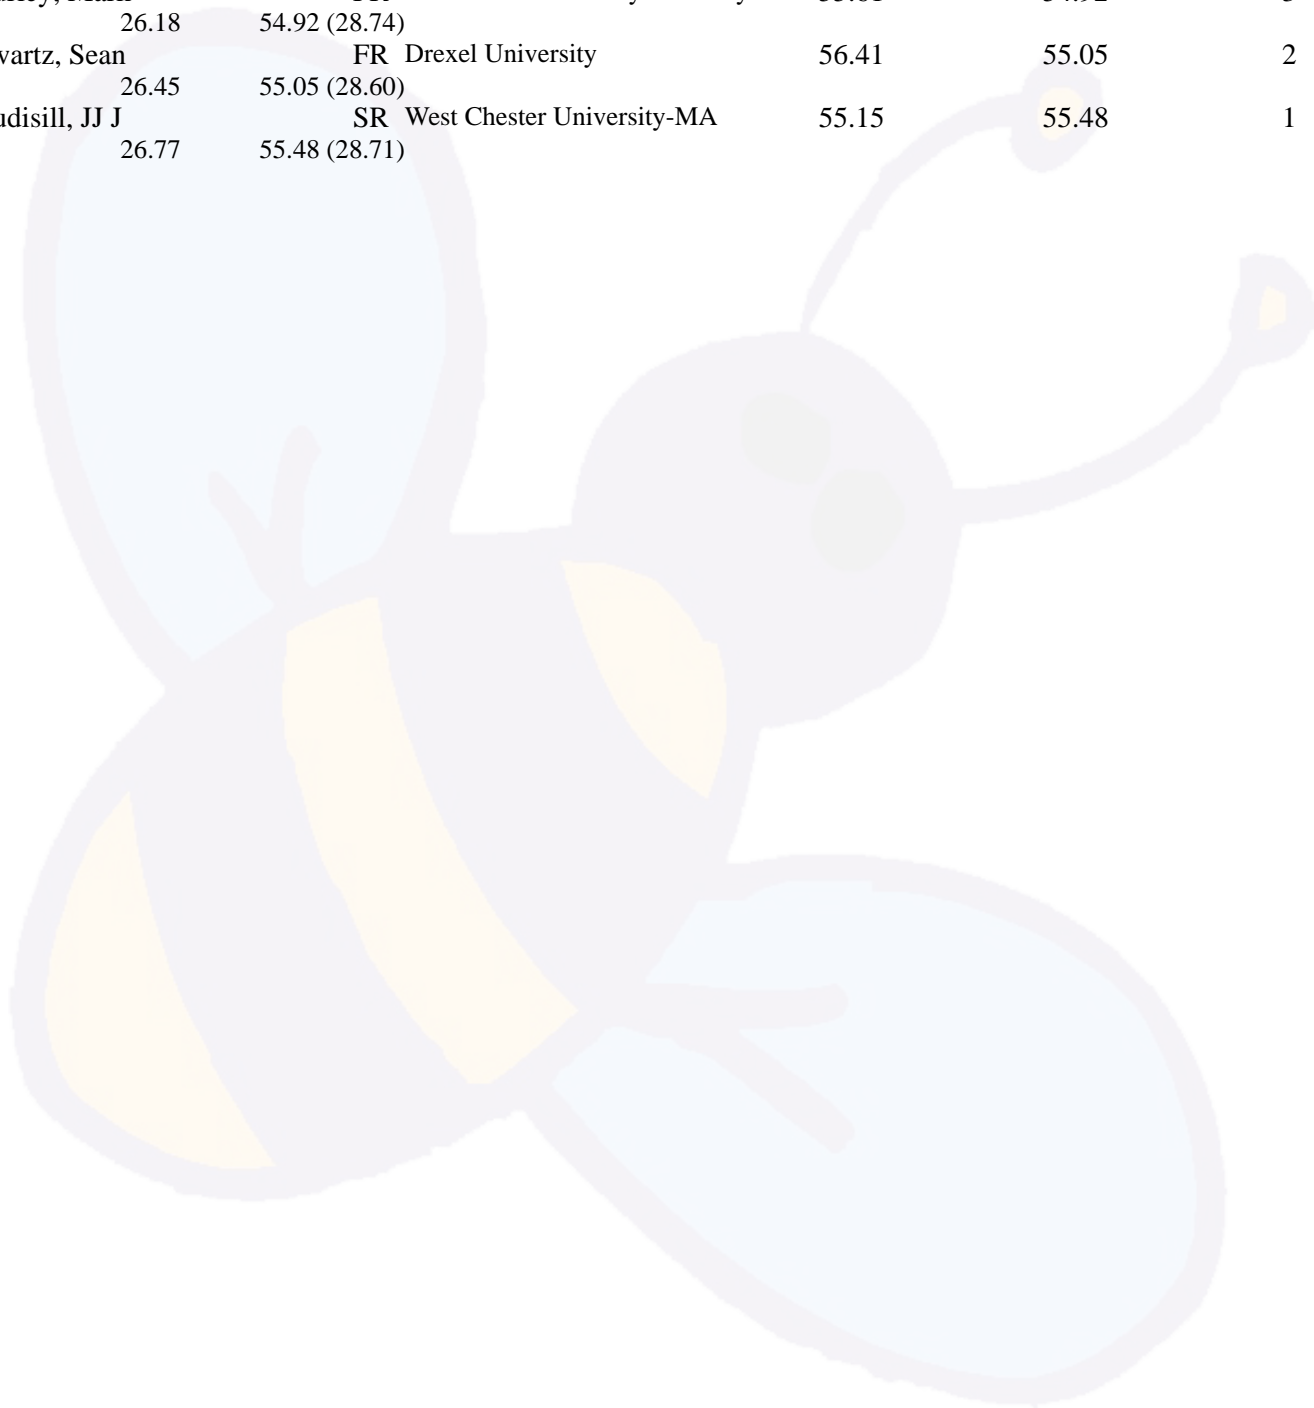 26.18 54.92 (28.74)
wartz, Sean FR Drexel University 56.41 55.05 2
26.45 55.05 (28.60)
udisill, JJ J SR West Chester University-MA 55.15 55.48 1
26.77 55.48 (28.71)